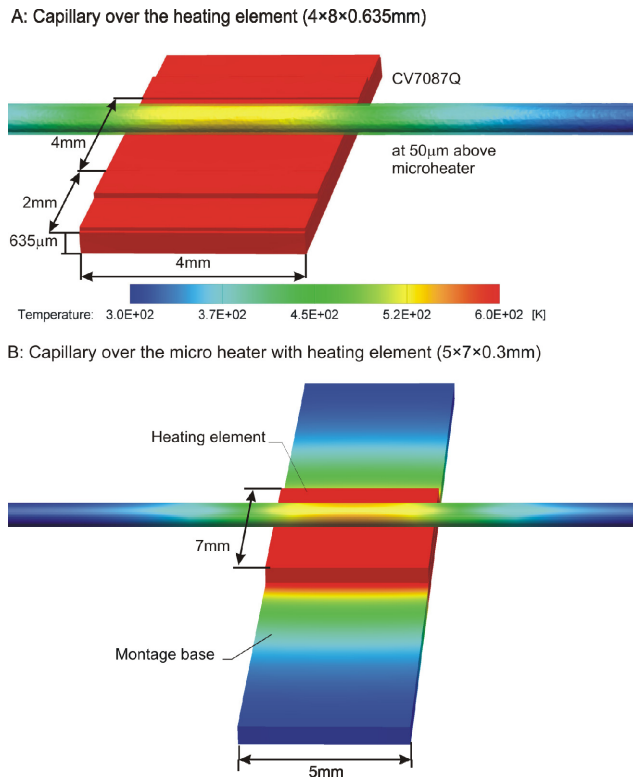 A: Capillary over the heating element (4×8×0.635mm)
CV7087Q
at 50μm above
microheater
4mm
2mm
635μm
4mm
Temperature: 3.0E+02 3.7E+02 4.5E+02 5.2E+02 6.0E+02 [K]
B: Capillary over the micro heater with heating element (5×7×0.3mm)
Heating element
7mm
Montage base
5mm